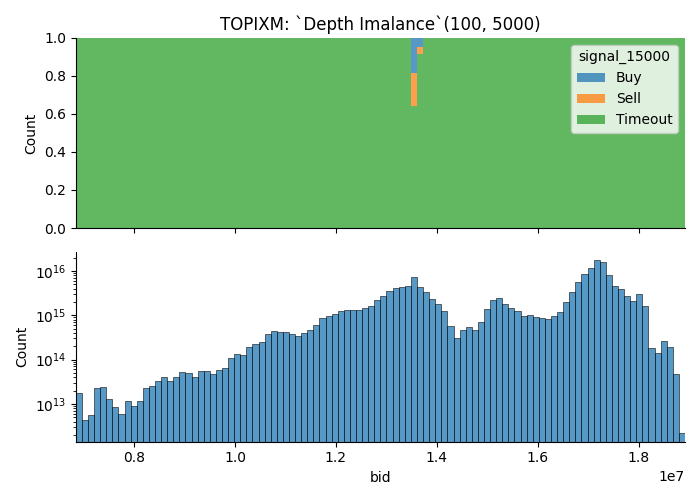 TOPIXM: `Depth Imalance`(100, 5000)
1.0
0.8
0.6
0.4
0.2
0.0
Count
signal_15000
Buy
Sell
Timeout
10^16
10^15
10^14
10^13
Count
0.8
1.0
1.2
1.4
1.6
1.8
1e7
bid